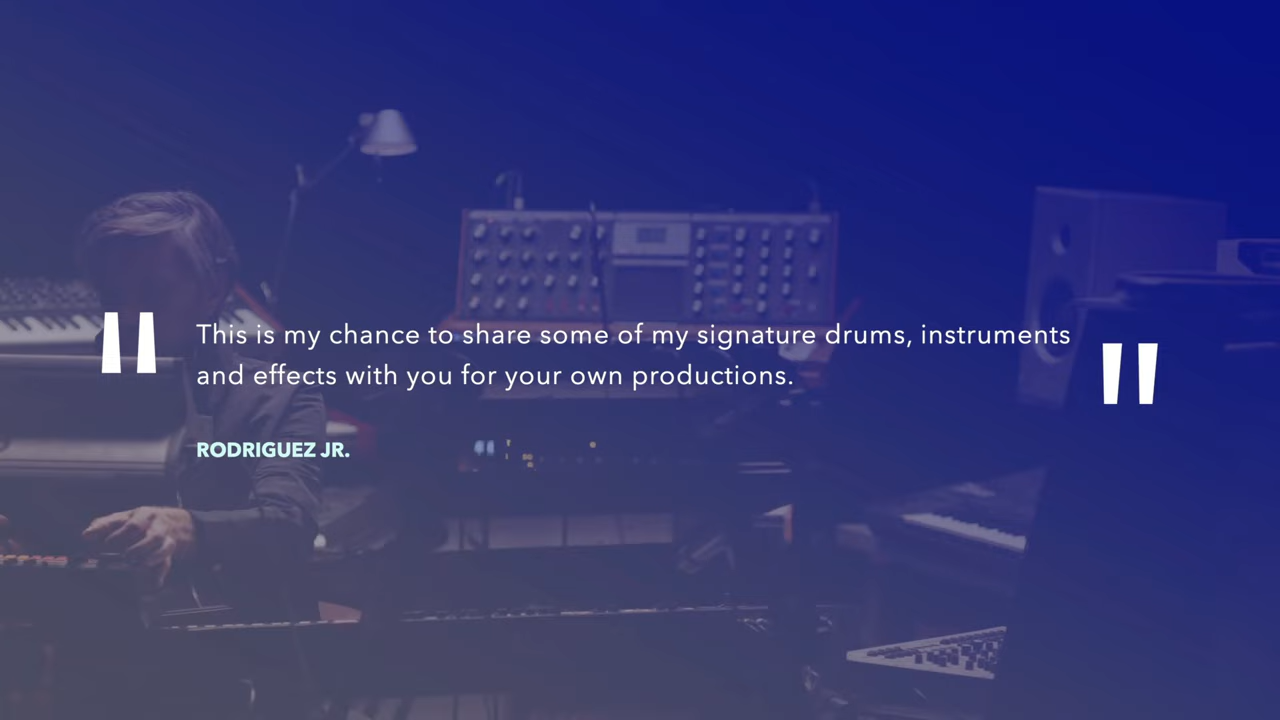 "This is my chance to share some of my signature drums, instruments
and effects with you for your own productions."
RODRIGUEZ JR.